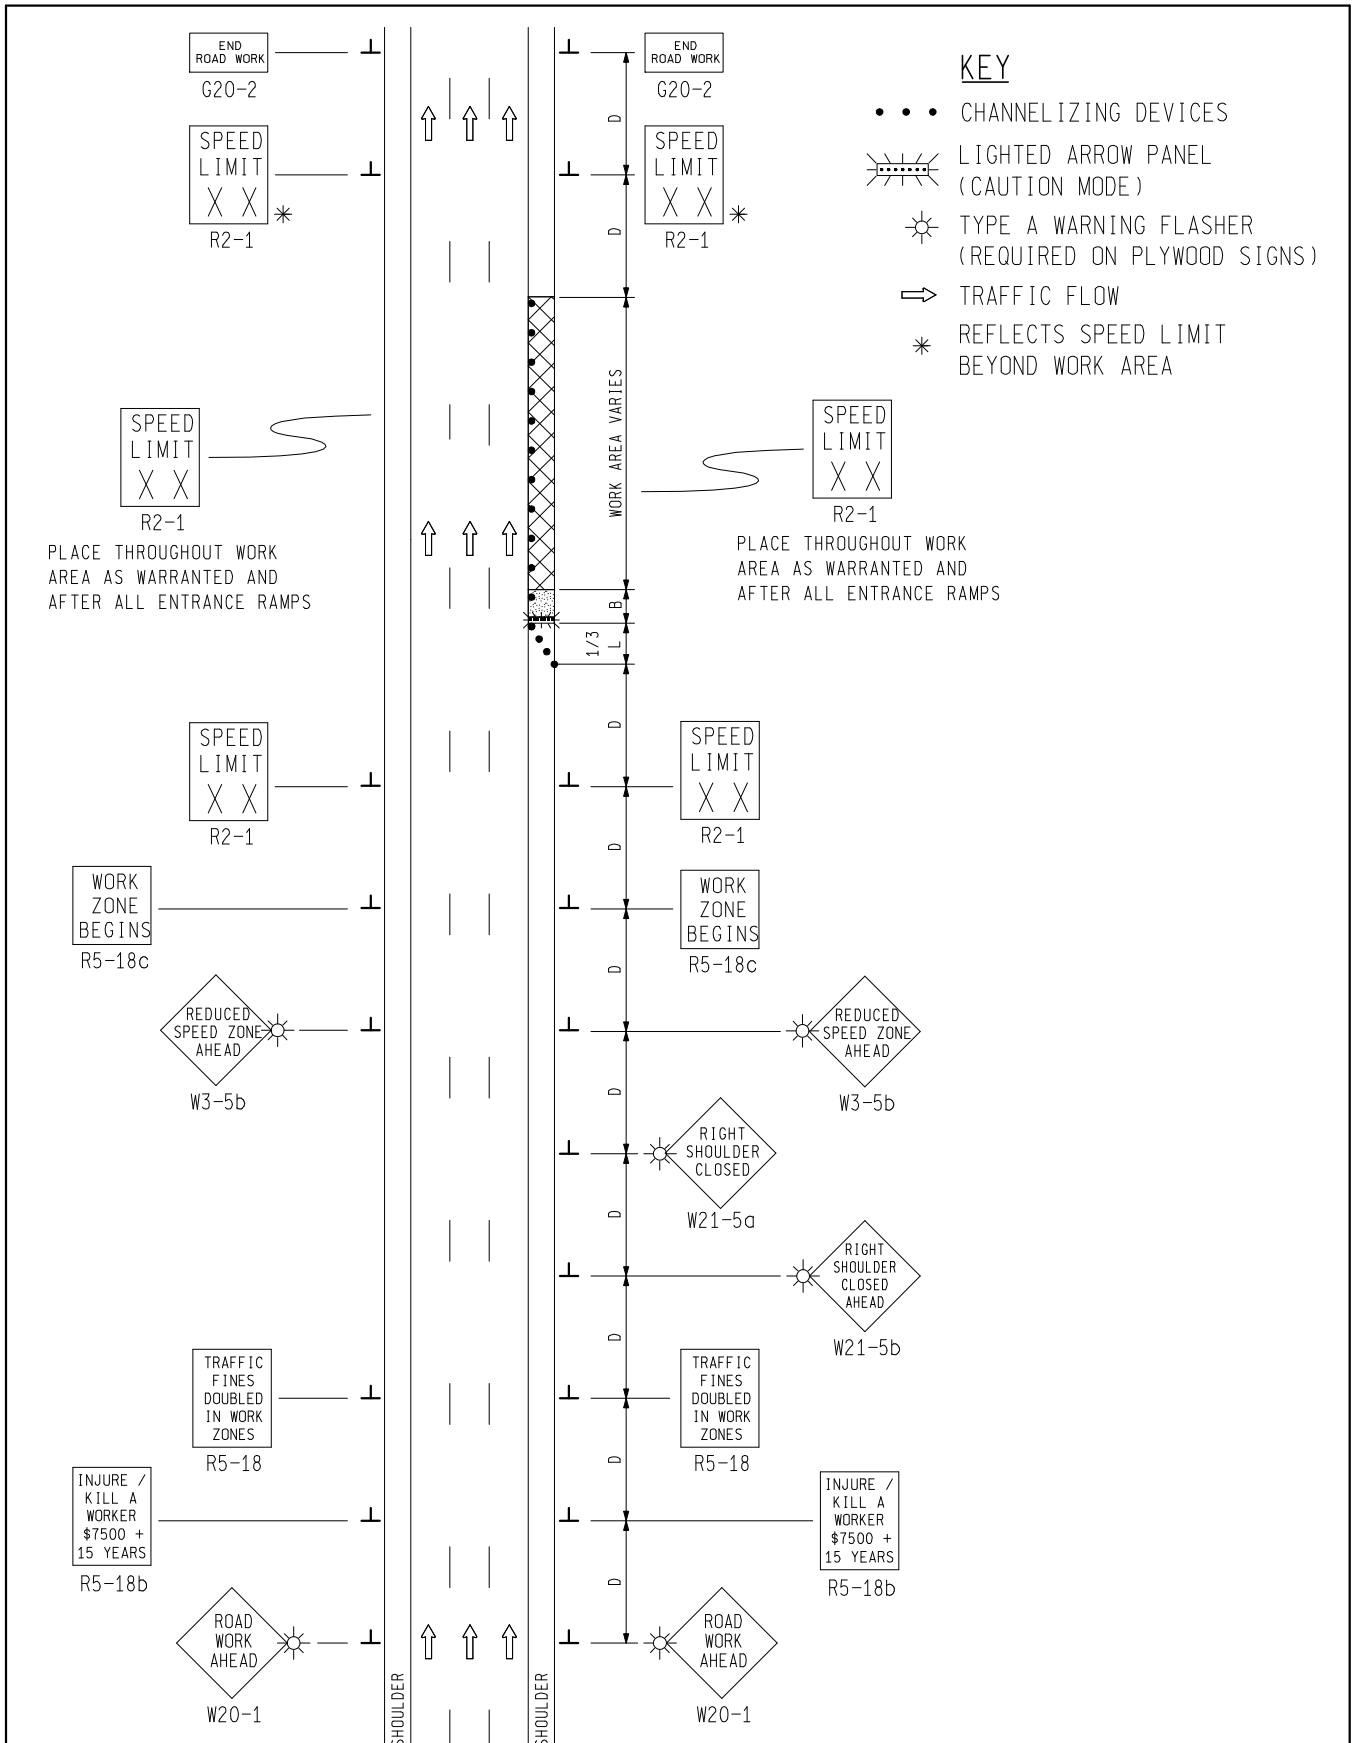 END
ROAD WORK
G20-2
END
ROAD WORK
G20-2
KEY
CHANNELIZING DEVICES
LIGHTED ARROW PANEL
(CAUTION MODE)
TYPE A WARNING FLASHER
(REQUIRED ON PLYWOOD SIGNS)
TRAFFIC FLOW
REFLECTS SPEED LIMIT
BEYOND WORK AREA
D
SPEED
LIMIT
X X
R2-1
SPEED
LIMIT
X X
R2-1
D
WORK AREA VARIES
SPEED
LIMIT
X X
R2-1
PLACE THROUGHOUT WORK
AREA AS WARRANTED AND
AFTER ALL ENTRANCE RAMPS
SPEED
LIMIT
X X
R2-1
PLACE THROUGHOUT WORK
AREA AS WARRANTED AND
AFTER ALL ENTRANCE RAMPS
B
1/3
L
D
SPEED
LIMIT
X X
R2-1
SPEED
LIMIT
X X
R2-1
D
WORK
ZONE
BEGINS
R5-18c
WORK
ZONE
BEGINS
R5-18c
D
REDUCED
SPEED ZONE
AHEAD
W3-5b
REDUCED
SPEED ZONE
AHEAD
W3-5b
D
RIGHT
SHOULDER
CLOSED
W21-5a
D
RIGHT
SHOULDER
CLOSED
AHEAD
W21-5b
D
TRAFFIC
FINES
DOUBLED
IN WORK
ZONES
R5-18
TRAFFIC
FINES
DOUBLED
IN WORK
ZONES
R5-18
D
INJURE /
KILL A
WORKER
$7500 +
15 YEARS
R5-18b
INJURE /
KILL A
WORKER
$7500 +
15 YEARS
R5-18b
D
ROAD
WORK
AHEAD
W20-1
ROAD
WORK
AHEAD
W20-1
SHOULDER
SHOULDER